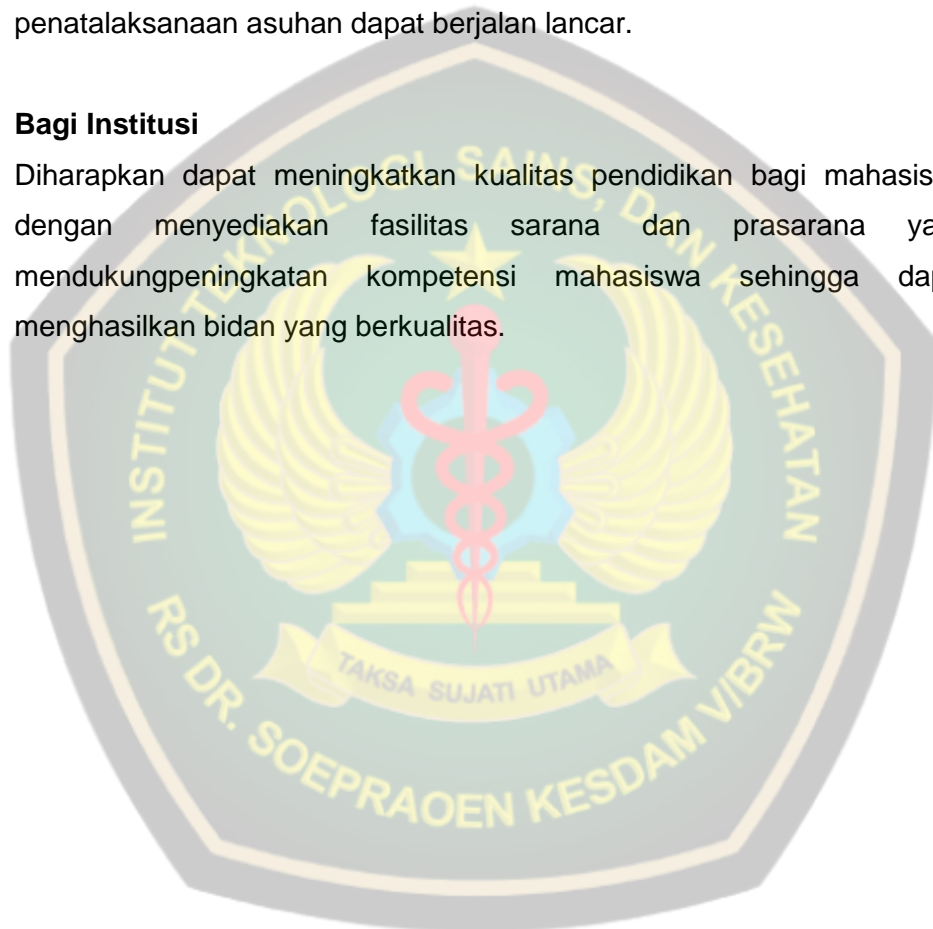 penatalaksanaan asuhan dapat berjalan lancar.
Bagi Institusi
Diharapkan dapat meningkatkan kualitas pendidikan bagi mahasis
dengan menyediakan fasilitas sarana dan prasarana ya
mendukungpeningkatan kompetensi mahasiswa sehingga dap
menghasilkan bidan yang berkualitas.
INSTITUT TEKNOLOGI, SAINS, DAN KESEHATAN
TAKSA SUJATI UTAMA
RS DR. SOEPRAOEN KESDAM V/BRW